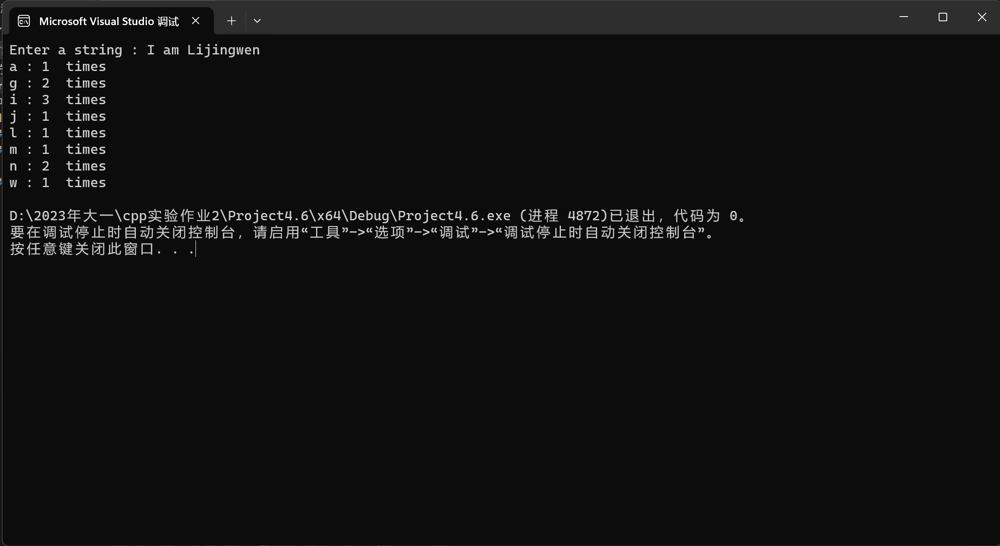 Microsoft Visual Studio 调试
Enter a string : I am Lijingwen
a : 1  times
g : 2  times
i : 3  times
j : 1  times
l : 1  times
m : 1  times
n : 2  times
w : 1  times
D:\2023年大一\cpp实验作业2\Project4.6\x64\Debug\Project4.6.exe (进程 4872)已退出，代码为 0。
要在调试停止时自动关闭控制台，请启用“工具”->“选项”->“调试”->“调试停止时自动关闭控制台”。
按任意键关闭此窗口. . .